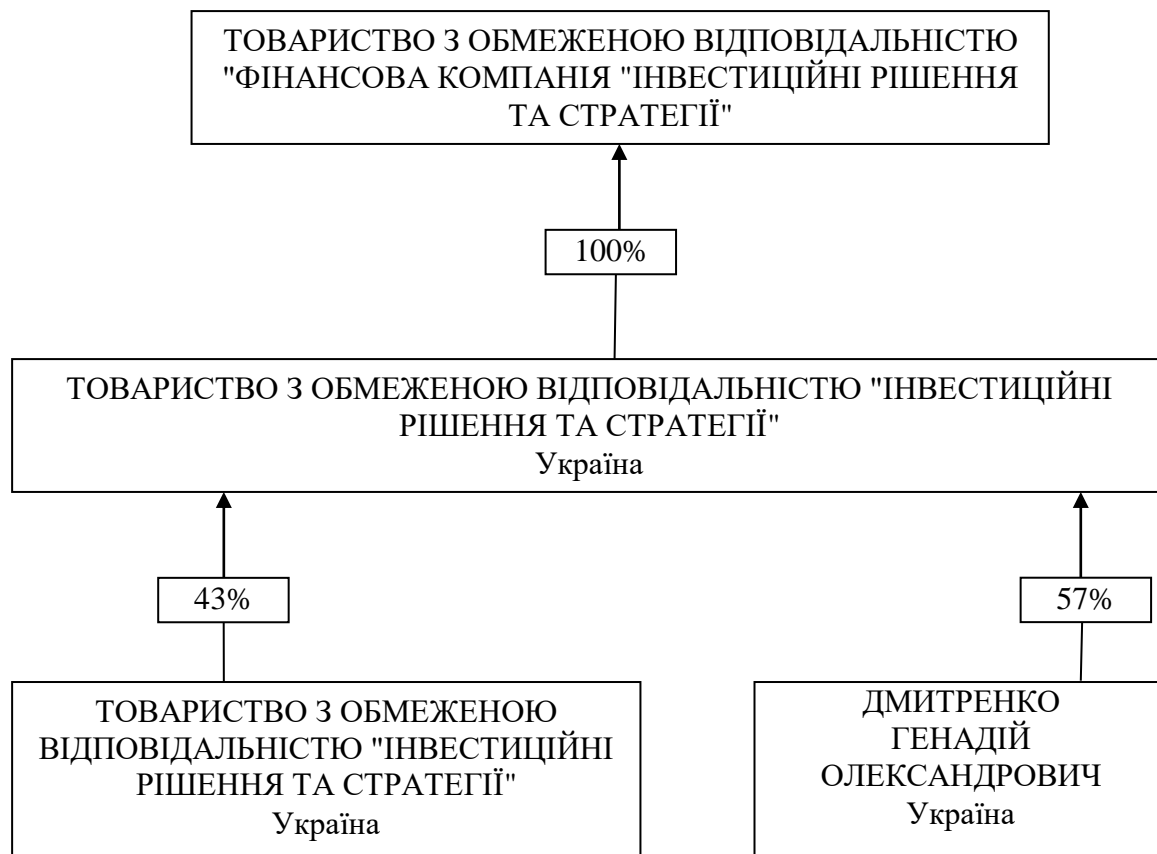 ТОВАРИСТВО З ОБМЕЖЕНОЮ ВІДПОВІДАЛЬНІСТЮ
"ФІНАНСОВА КОМПАНІЯ "ІНВЕСТИЦІЙНІ РІШЕННЯ
ТА СТРАТЕГІЇ"
100%
ТОВАРИСТВО З ОБМЕЖЕНОЮ ВІДПОВІДАЛЬНІСТЮ "ІНВЕСТИЦІЙНІ
РІШЕННЯ ТА СТРАТЕГІЇ"
Україна
43%
57%
ТОВАРИСТВО З ОБМЕЖЕНОЮ
ВІДПОВІДАЛЬНІСТЮ "ІНВЕСТИЦІЙНІ
РІШЕННЯ ТА СТРАТЕГІЇ"
Україна
ДМИТРЕНКО
ГЕНАДІЙ
ОЛЕКСАНДРОВИЧ
Україна